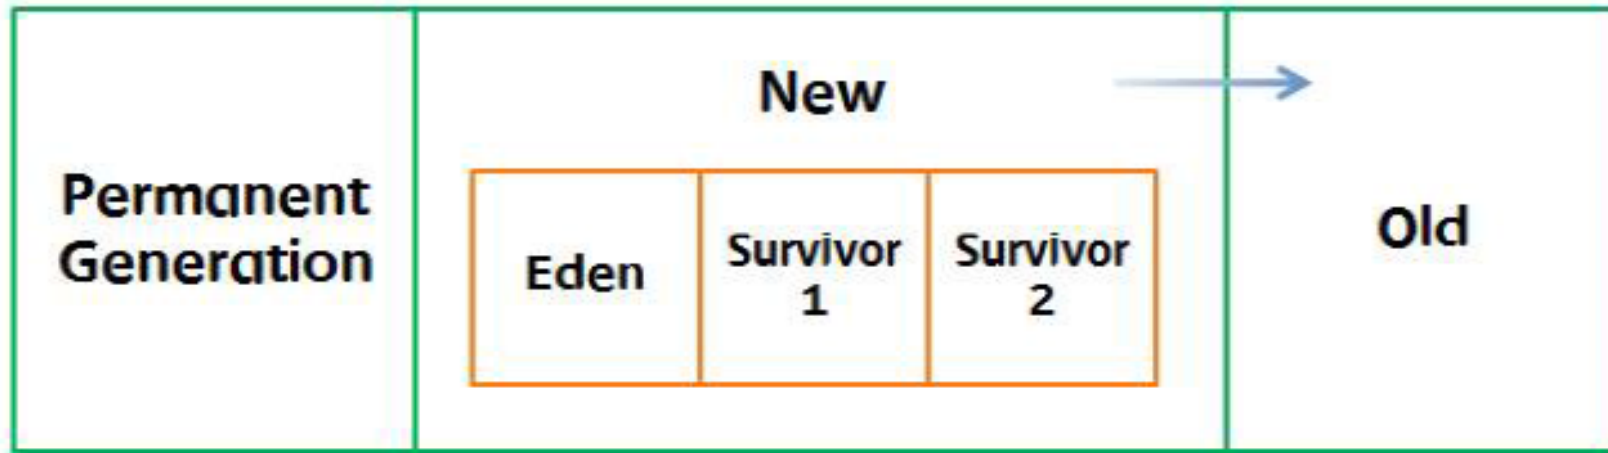 Permanent
Generation
New
Eden
Survivor
1
Survivor
2
Old